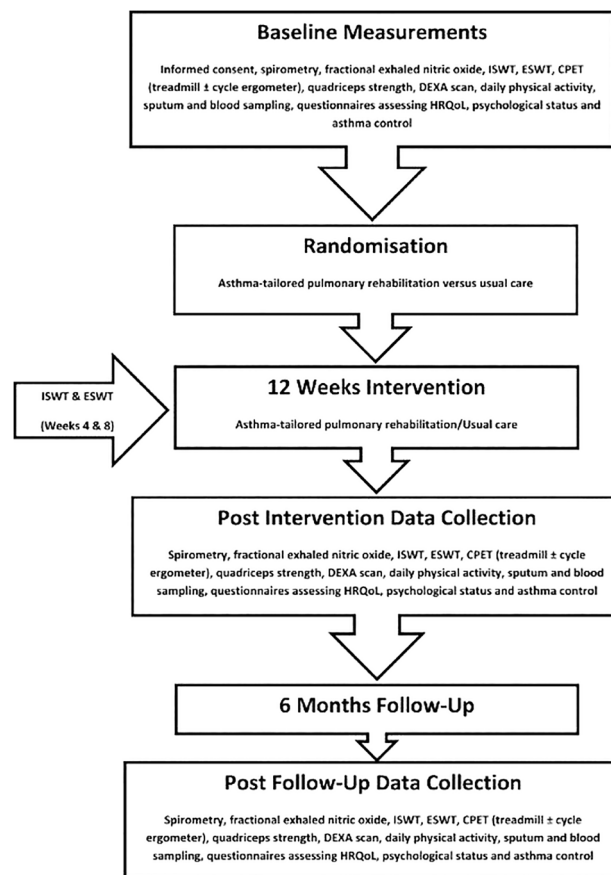 Baseline Measurements
Informed consent, spirometry, fractional exhaled nitric oxide, ISWT, ESWT, CPET
(treadmill ± cycle ergometer), quadriceps strength, DEXA scan, daily physical activity,
sputum and blood sampling, questionnaires assessing HRQoL, psychological status and
asthma control
Randomisation
Asthma-tailored pulmonary rehabilitation versus usual care
ISWT & ESWT
(Weeks 4 & 8)
12 Weeks Intervention
Asthma-tailored pulmonary rehabilitation/Usual care
Post Intervention Data Collection
Spirometry, fractional exhaled nitric oxide, ISWT, ESWT, CPET (treadmill ± cycle
ergometer), quadriceps strength, DEXA scan, daily physical activity, sputum and blood
sampling, questionnaires assessing HRQoL, psychological status and asthma control
6 Months Follow-Up
Post Follow-Up Data Collection
Spirometry, fractional exhaled nitric oxide, ISWT, ESWT, CPET (treadmill ± cycle
ergometer), quadriceps strength, DEXA scan, daily physical activity, sputum and blood
sampling, questionnaires assessing HRQoL, psychological status and asthma control